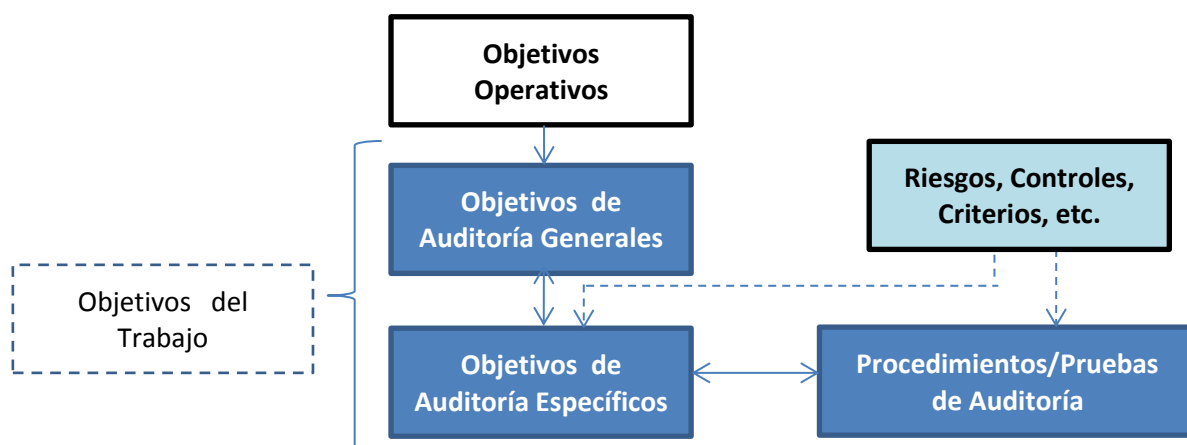 Objetivos
Operativos
Objetivos de
Auditoría Generales
Riesgos, Controles,
Criterios, etc.
Objetivos del
Trabajo
Objetivos de
Auditoría Específicos
Procedimientos/Pruebas
de Auditoría